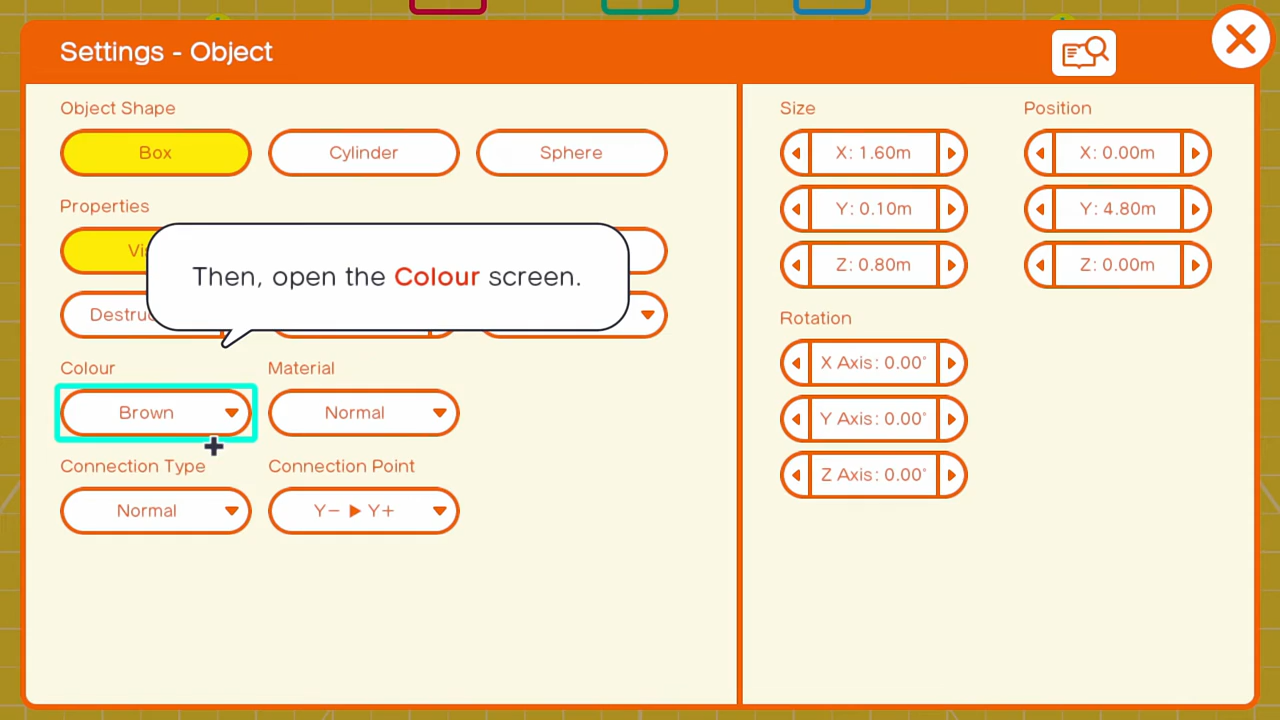 Settings - Object
Object Shape
Box
Cylinder
Sphere
Properties
Then, open the Colour screen.
Colour
Brown
Material
Normal
Connection Type
Normal
Connection Point
Y− ▶ Y+
Size
X: 1.60m
Y: 0.10m
Z: 0.80m
Position
X: 0.00m
Y: 4.80m
Z: 0.00m
Rotation
X Axis: 0.00°
Y Axis: 0.00°
Z Axis: 0.00°